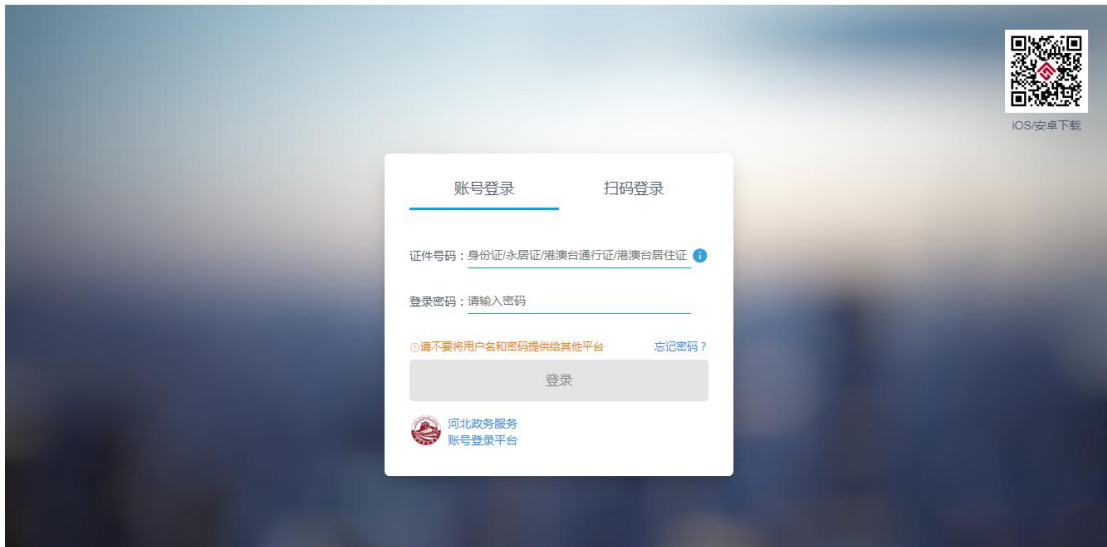 iOS/安卓下载
账号登录 扫码登录
证件号码：身份证/永居证/港澳台通行证/港澳台居住证
登录密码：请输入密码
请不要将用户名和密码提供给其他平台 忘记密码？
登录
河北政务服务
账号登录平台